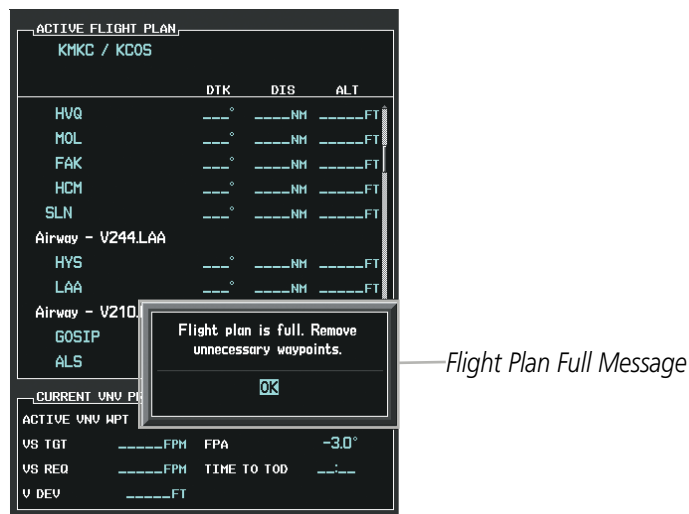 ACTIVE FLIGHT PLAN
KMKC / KCOS
DTK DIS ALT
HVQ ___° ____NM _____FT
MOL ___° ____NM _____FT
FAK ___° ____NM _____FT
HCM ___° ____NM _____FT
SLN ___° ____NM _____FT
Airway - V244.LAA
HYS ___° ____NM _____FT
LAA ___° ____NM _____FT
Airway - V210.
GOSIP
ALS
Flight plan is full. Remove
unnecessary waypoints.
OK
Flight Plan Full Message
CURRENT VNV
ACTIVE VNV WPT
VS TGT _____FPM FPA -3.0°
VS REQ _____FPM TIME TO TOD __:__
V DEV _____FT